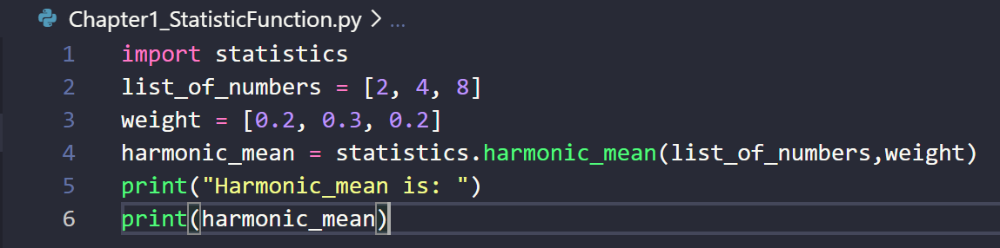 Chapter1_StatisticFunction.py > ...
1 import statistics
2 list_of_numbers = [2, 4, 8]
3 weight = [0.2, 0.3, 0.2]
4 harmonic_mean = statistics.harmonic_mean(list_of_numbers,weight)
5 print("Harmonic_mean is: ")
6 print(harmonic_mean)